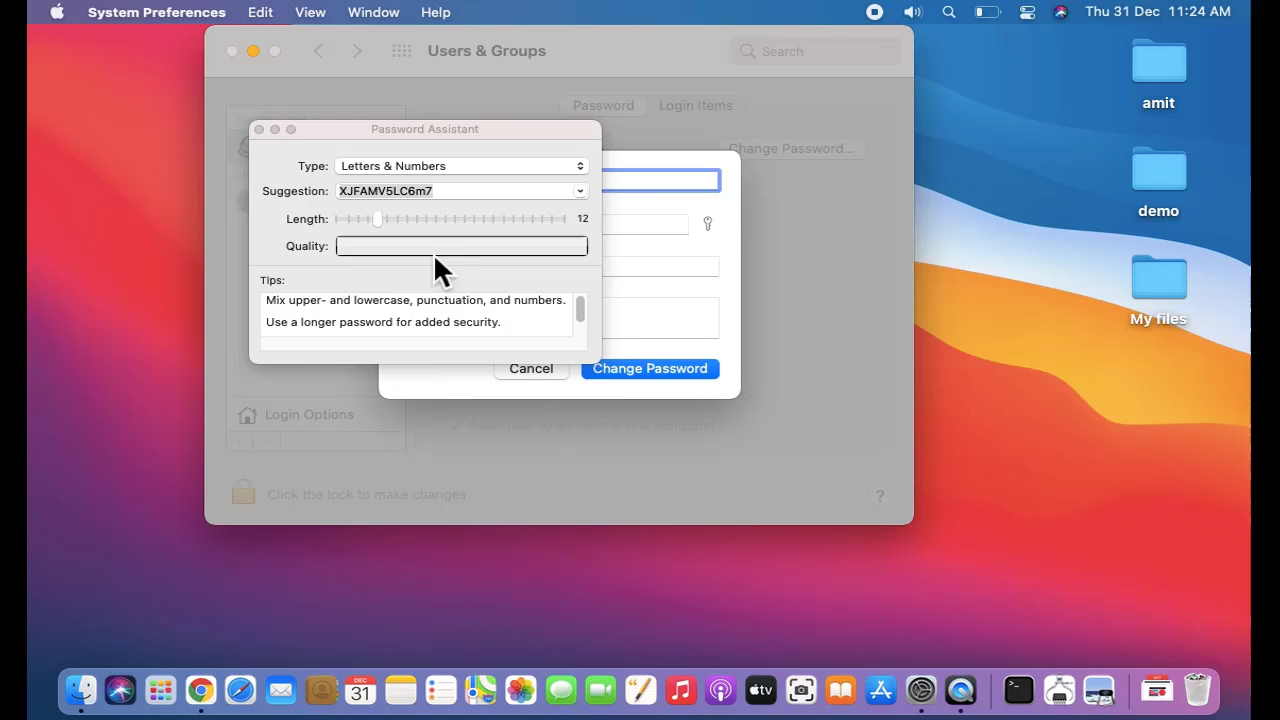 System Preferences Edit View Window Help Thu 31 Dec 11:24 AM
Users & Groups
Search
Password Login Items
Change Password...
Password Assistant
Type: Letters & Numbers
Suggestion: XJFAMV5LC6m7
Length: 12
Quality:
Tips:
Mix upper- and lowercase, punctuation, and numbers.
Use a longer password for added security.
Cancel Change Password
Login Options
Click the lock to make changes.
?
amit
demo
My files
DEC
31
tv